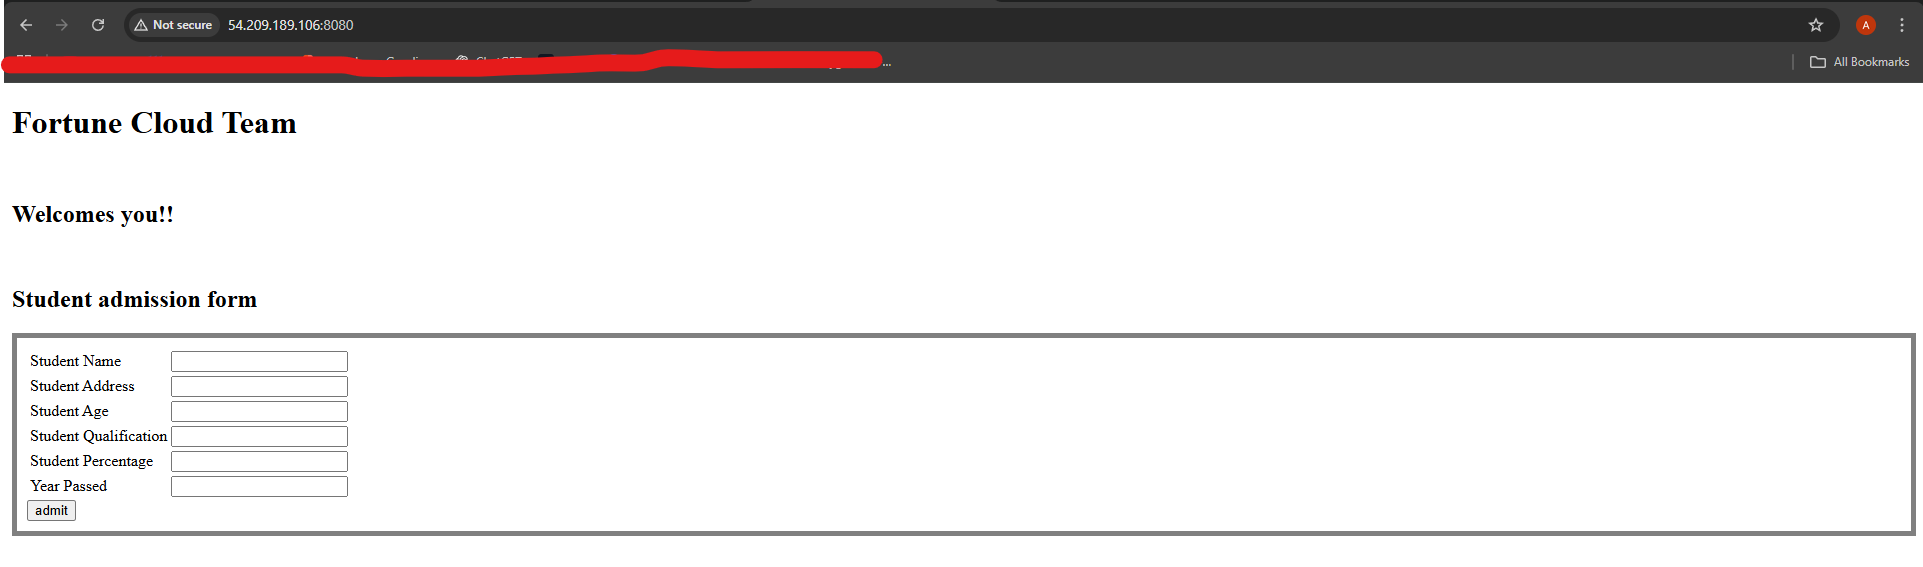 Not secure 54.209.189.106:8080 A
... All Bookmarks
Fortune Cloud Team
Welcomes you!!
Student admission form
Student Name
Student Address
Student Age
Student Qualification
Student Percentage
Year Passed
admit